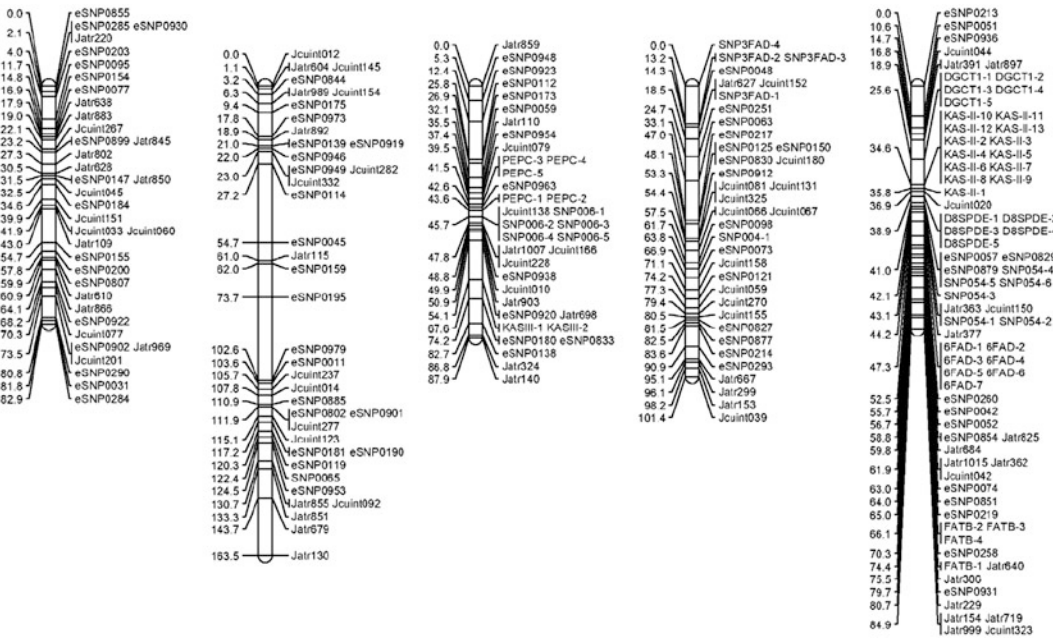 0.0 eSNP0855
2.1 eSNP0285 eSNP0930
Jatr220
4.0 eSNP0203
11.7 eSNP0095
14.8 eSNP0154
16.9 eSNP0077
17.9 Jatr638
19.0 Jatr883
22.1 Jcuint267
23.2 eSNP0899 Jatr845
27.3 Jatr802
30.5 Jatr628
31.5 eSNP0147 Jatr850
32.5 Jcuint045
34.6 eSNP0184
39.9 Jcuint151
41.9 Jcuint033 Jcuint060
43.0 Jatr109
54.7 eSNP0155
57.8 eSNP0200
59.9 eSNP0807
60.9 Jatr610
64.1 Jatr866
68.2 eSNP0922
70.3 Jcuint077
73.5 eSNP0902 Jatr969
Jcuint201
80.8 eSNP0290
81.8 eSNP0031
82.9 eSNP0284
0.0 Jcuint012
1.1 Jatr604 Jcuint145
3.2 eSNP0844
6.3 Jatr989 Jcuint154
9.4 eSNP0175
17.8 eSNP0973
18.9 Jatr892
21.0 eSNP0139 eSNP0919
22.0 eSNP0946
23.0 eSNP0949 Jcuint282
Jcuint332
27.2 eSNP0114
54.7 eSNP0045
61.0 Jatr115
62.0 eSNP0159
73.7 eSNP0195
102.6 eSNP0979
103.6 eSNP0011
105.7 Jcuint237
107.8 Jcuint014
110.9 eSNP0885
111.9 eSNP0802 eSNP0901
Jcuint277
115.1 Jcuint123
117.2 eSNP0181 eSNP0190
120.3 eSNP0119
122.4 SNP0065
124.5 eSNP0953
130.7 Jatr855 Jcuint092
133.3 Jatr851
143.7 Jatr679
163.5 Jatr130
0.0 Jatr859
5.3 eSNP0948
12.4 eSNP0923
25.8 eSNP0112
26.9 eSNP0173
32.1 eSNP0059
35.5 Jatr110
37.4 eSNP0954
39.5 Jcuint079
41.5 PEPC-3 PEPC-4
PEPC-5
42.6 eSNP0963
43.6 PEPC-1 PEPC-2
45.7 Jcuint138 SNP006-1
SNP006-2 SNP006-3
SNP006-4 SNP006-5
47.8 Jatr1007 Jcuint166
Jcuint228
48.8 eSNP0938
49.9 Jcuint010
50.9 Jatr903
54.1 eSNP0920 Jatr698
67.6 KASIII-1 KASIII-2
74.2 eSNP0180 eSNP0833
82.7 eSNP0138
86.8 Jatr324
87.9 Jatr140
0.0 SNP3FAD-4
13.2 SNP3FAD-2 SNP3FAD-3
14.3 eSNP0048
18.5 Jatr627 Jcuint152
SNP3FAD-1
24.7 eSNP0251
33.1 eSNP0063
47.0 eSNP0217
48.1 eSNP0125 eSNP0150
eSNP0830 Jcuint180
53.3 eSNP0912
54.4 Jcuint081 Jcuint131
Jcuint325
57.5 Jcuint066 Jcuint067
61.7 eSNP0098
63.8 SNP004-1
66.9 eSNP0073
71.1 Jcuint158
74.2 eSNP0121
77.3 Jcuint059
79.4 Jcuint270
80.5 Jcuint155
81.5 eSNP0827
82.5 eSNP0877
83.6 eSNP0214
90.9 eSNP0293
95.1 Jatr667
96.1 Jatr299
98.2 Jatr153
101.4 Jcuint039
0.0 eSNP0213
10.6 eSNP0051
14.7 eSNP0936
16.8 Jcuint044
18.9 Jatr391 Jatr897
25.6 DGCT1-1 DGCT1-2
DGCT1-3 DGCT1-4
DGCT1-5
34.6 KAS-II-10 KAS-II-11
KAS-II-12 KAS-II-13
KAS-II-2 KAS-II-3
KAS-II-4 KAS-II-5
KAS-II-6 KAS-II-7
KAS-II-8 KAS-II-9
35.8 KAS-II-1
36.9 Jcuint020
38.9 D8SPDE-1
D8SPDE-3
D8SPDE-5
41.0 eSNP0057 eSNP0829
eSNP0879 SNP054-4
SNP054-5 SNP054-6
42.1 SNP054-3
43.1 Jatr363 Jcuint150
SNP054-1 SNP054-2
44.2 Jatr377
47.3 6FAD-1 6FAD-2
6FAD-3 6FAD-4
6FAD-5 6FAD-6
6FAD-7
52.5 eSNP0260
55.7 eSNP0042
56.7 eSNP0052
58.8 eSNP0854 Jatr825
59.8 Jatr684
61.9 Jatr1015 Jatr362
Jcuint042
63.0 eSNP0074
64.0 eSNP0851
65.0 eSNP0219
66.1 FATB-2 FATB-3
FATB-4
70.3 eSNP0258
74.4 FATB-1 Jatr640
75.5 Jatr300
79.7 eSNP0931
80.7 Jatr229
84.9 Jatr154 Jatr719
Jatr999 Jcuint323